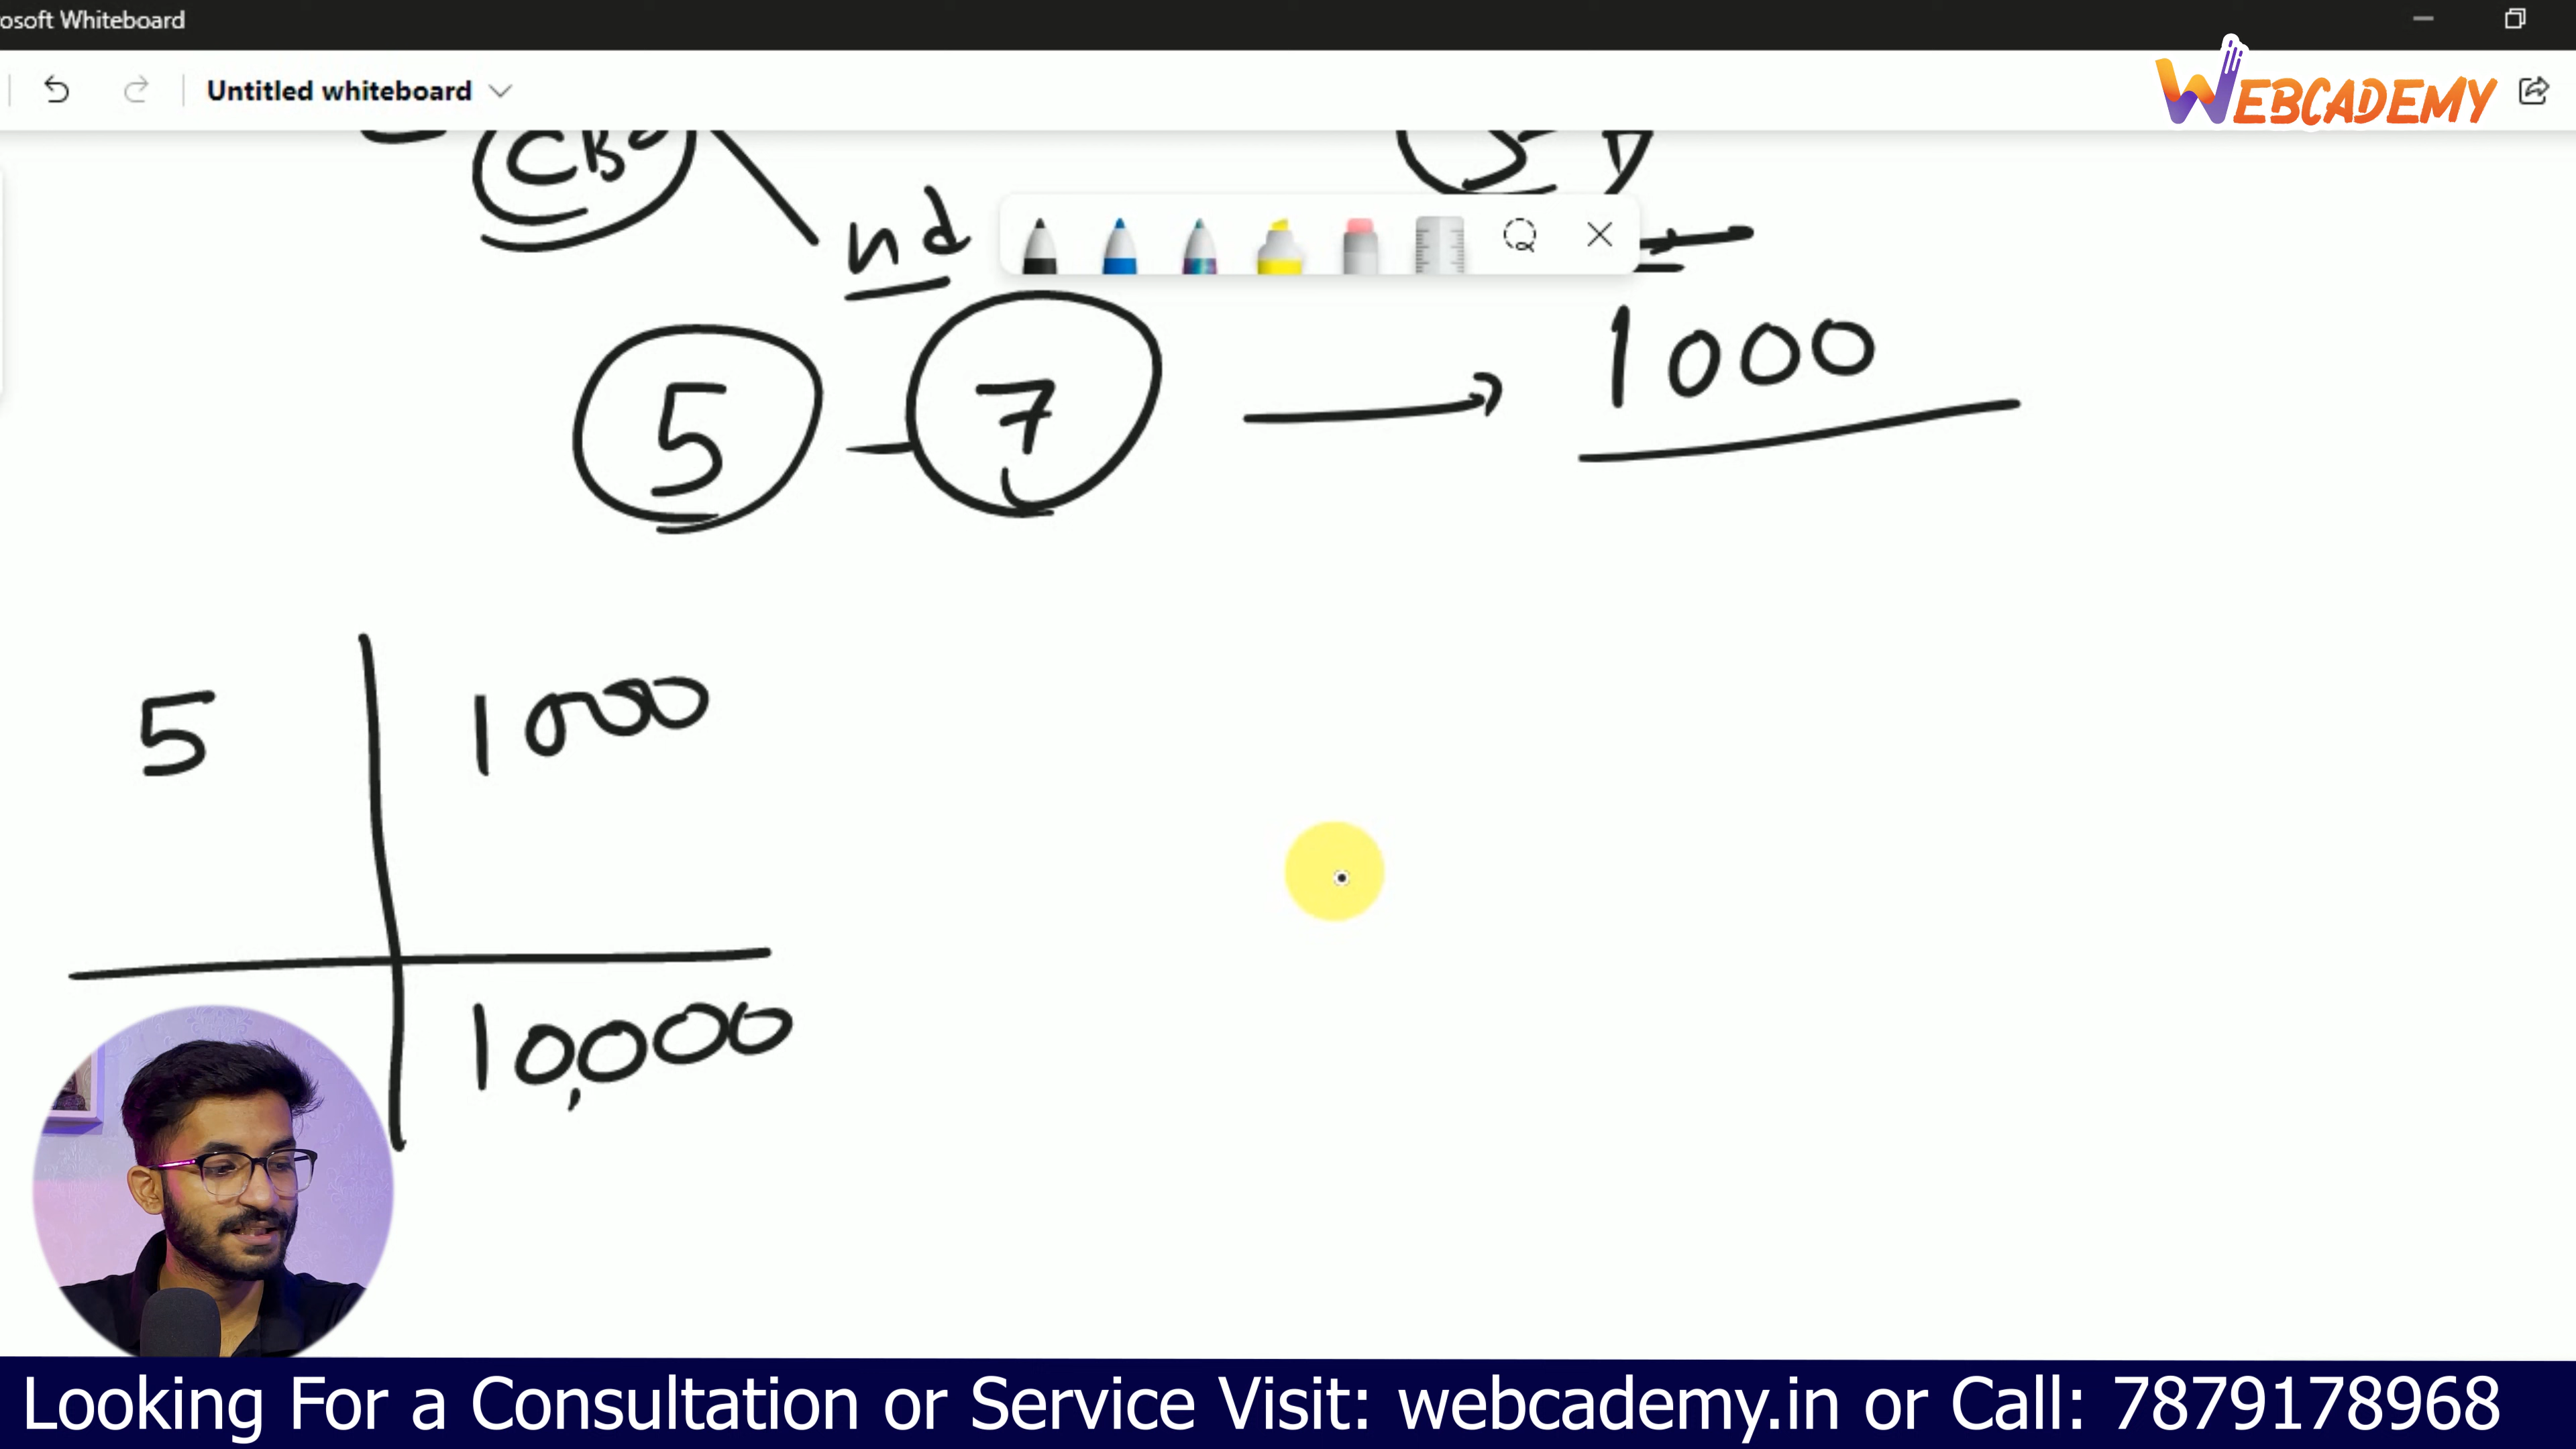 osoft Whiteboard
Untitled whiteboard
WEBCADEMY
nd
5 - 7 → 1000
5 1000
10,000
Looking For a Consultation or Service Visit: webcademy.in or Call: 7879178968